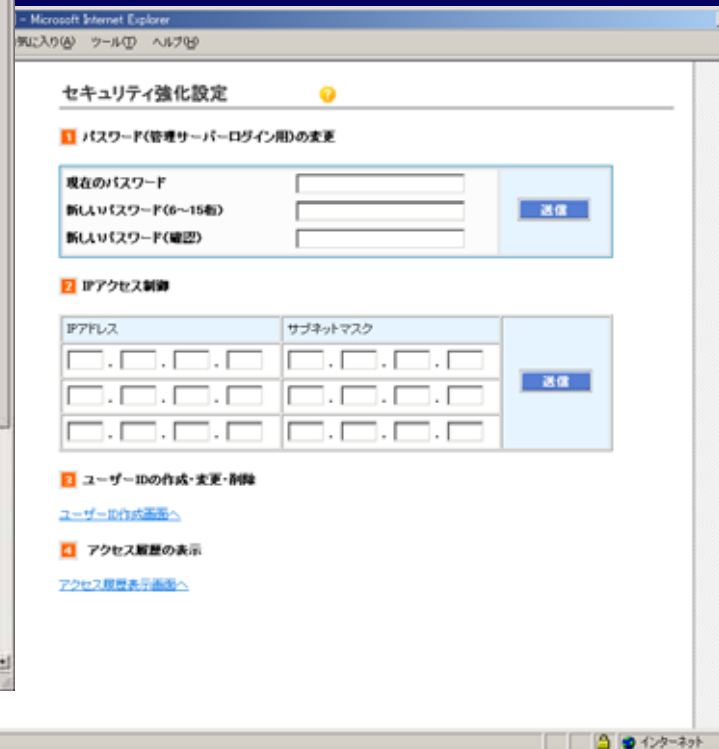 - Microsoft Internet Explorer
気に入り(A) ツール(T) ヘルプ(H)
セキュリティ強化設定 ?
1 パスワード(管理サーバーログイン用)の変更
現在のパスワード
新しいパスワード(6～15桁)
送信
新しいパスワード(確認)
2 IPアクセス制御
IPアドレス サブネットマスク
. . . . . .
. . . . . .
送信
. . . . . .
3 ユーザーIDの作成・変更・削除
ユーザーID作成画面へ
4 アクセス履歴の表示
アクセス履歴表示画面へ
インターネット